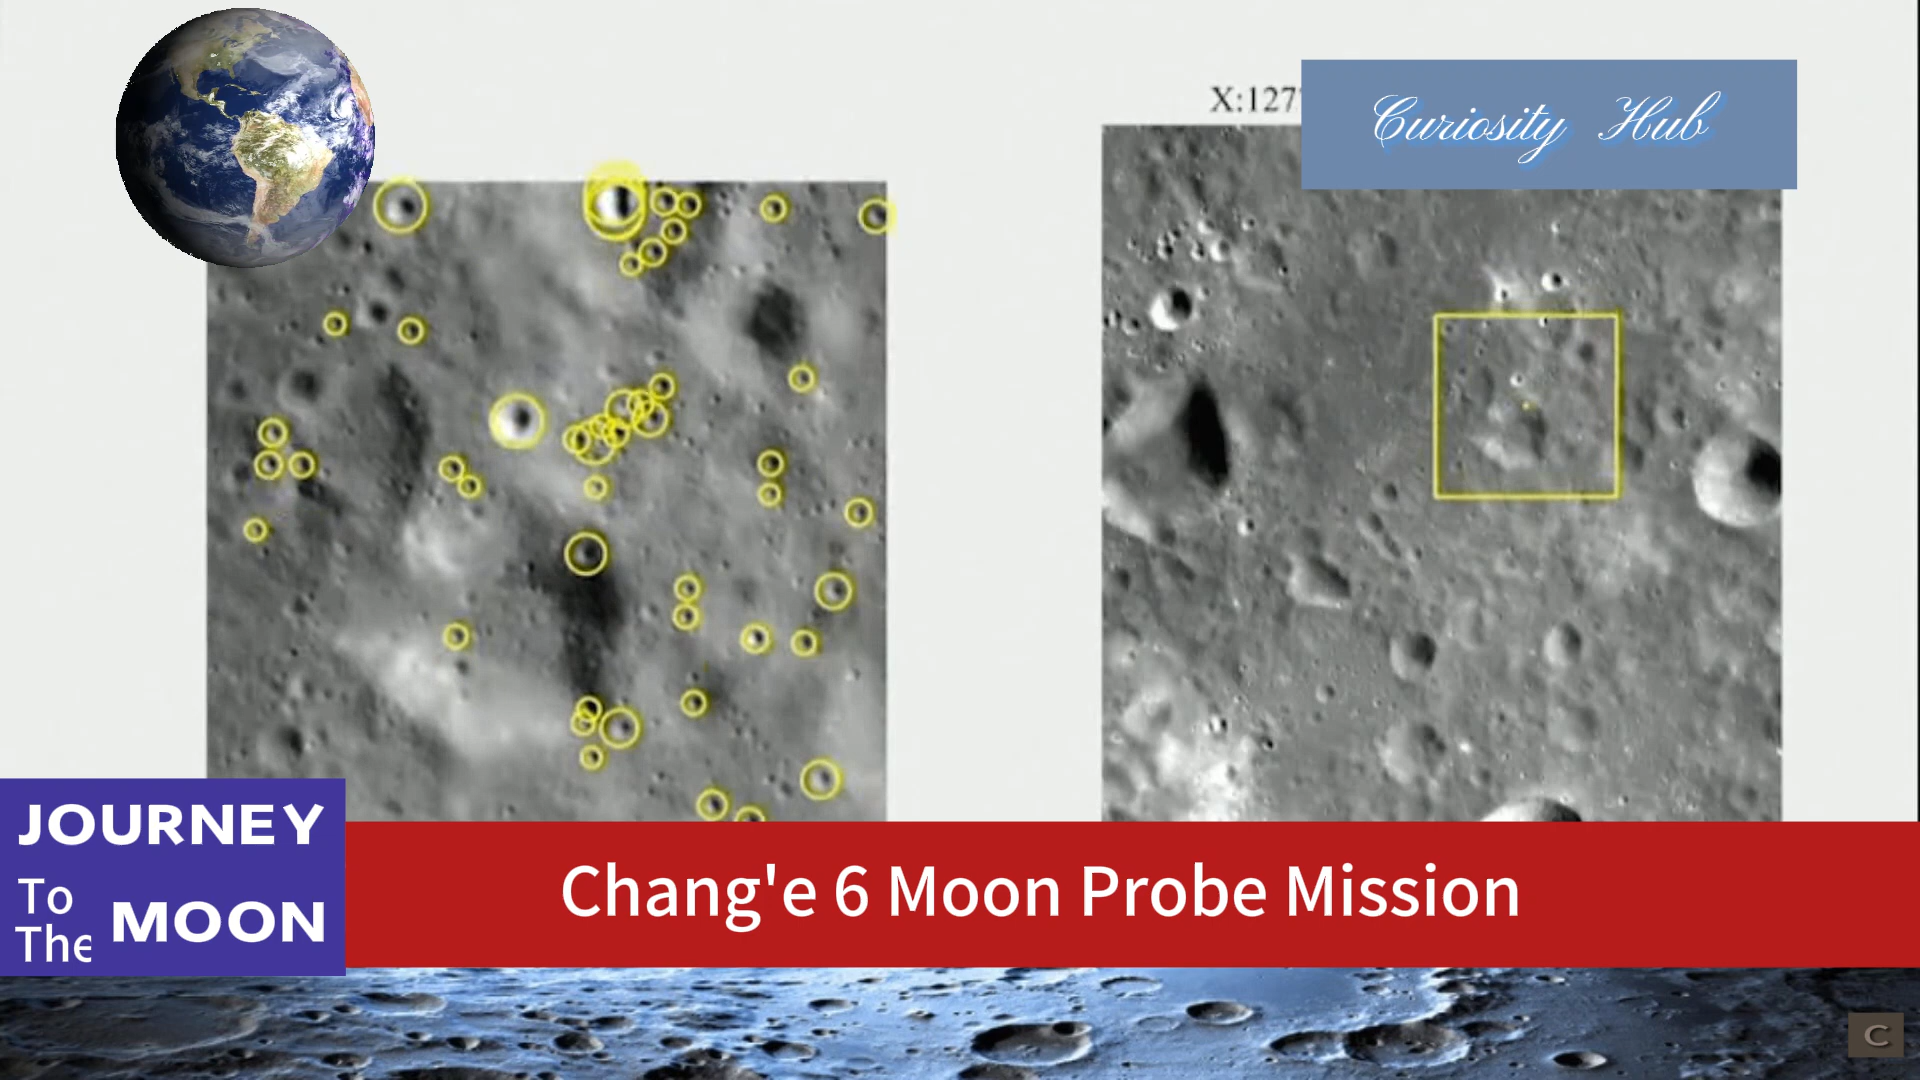 X:127
Curiosity Hub
JOURNEY
To
The MOON
Chang'e 6 Moon Probe Mission
C